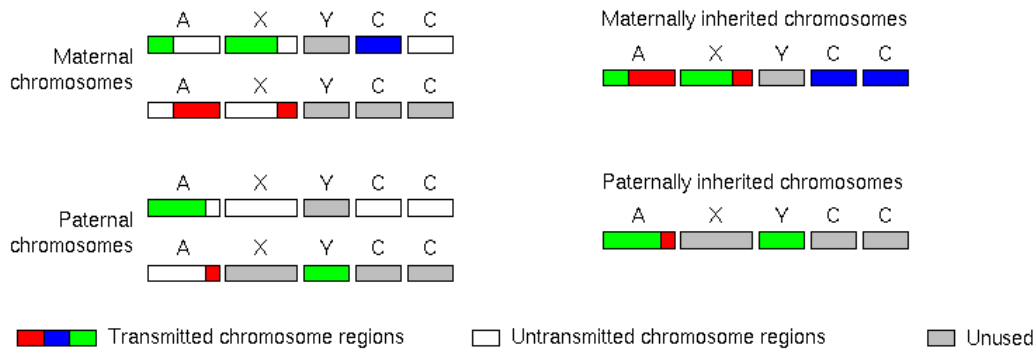 A X Y C C
Maternal
chromosomes
A X Y C C
Maternally inherited chromosomes
A X Y C C
A X Y C C
Paternal
chromosomes
A X Y C C
Paternally inherited chromosomes
A X Y C C
Transmitted chromosome regions
Untransmitted chromosome regions
Unused